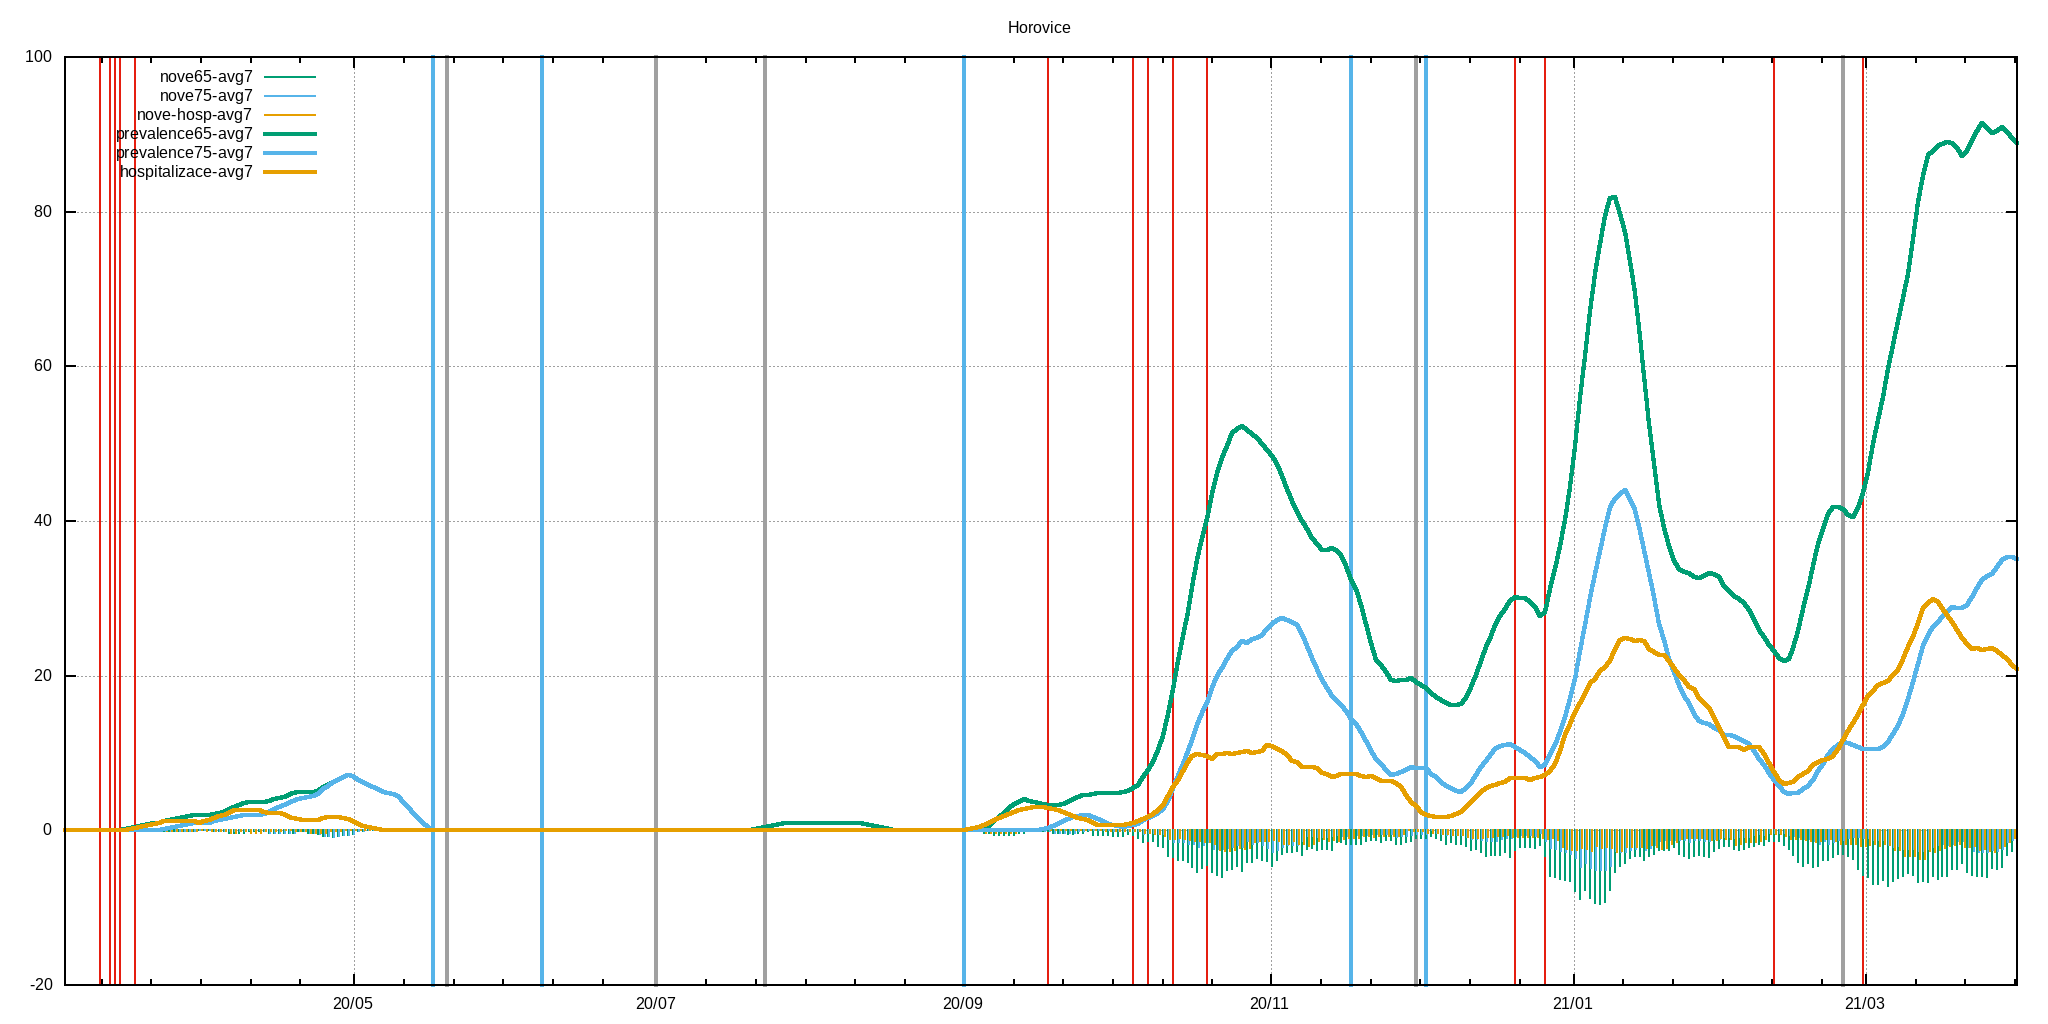 Horovice
100
nove65-avg7
nove75-avg7
nove-hosp-avg7
prevalence65-avg7
prevalence75-avg7
hospitalizace-avg7
80
60
40
20
0
-20
20/05 20/07 20/09 20/11 21/01 21/03